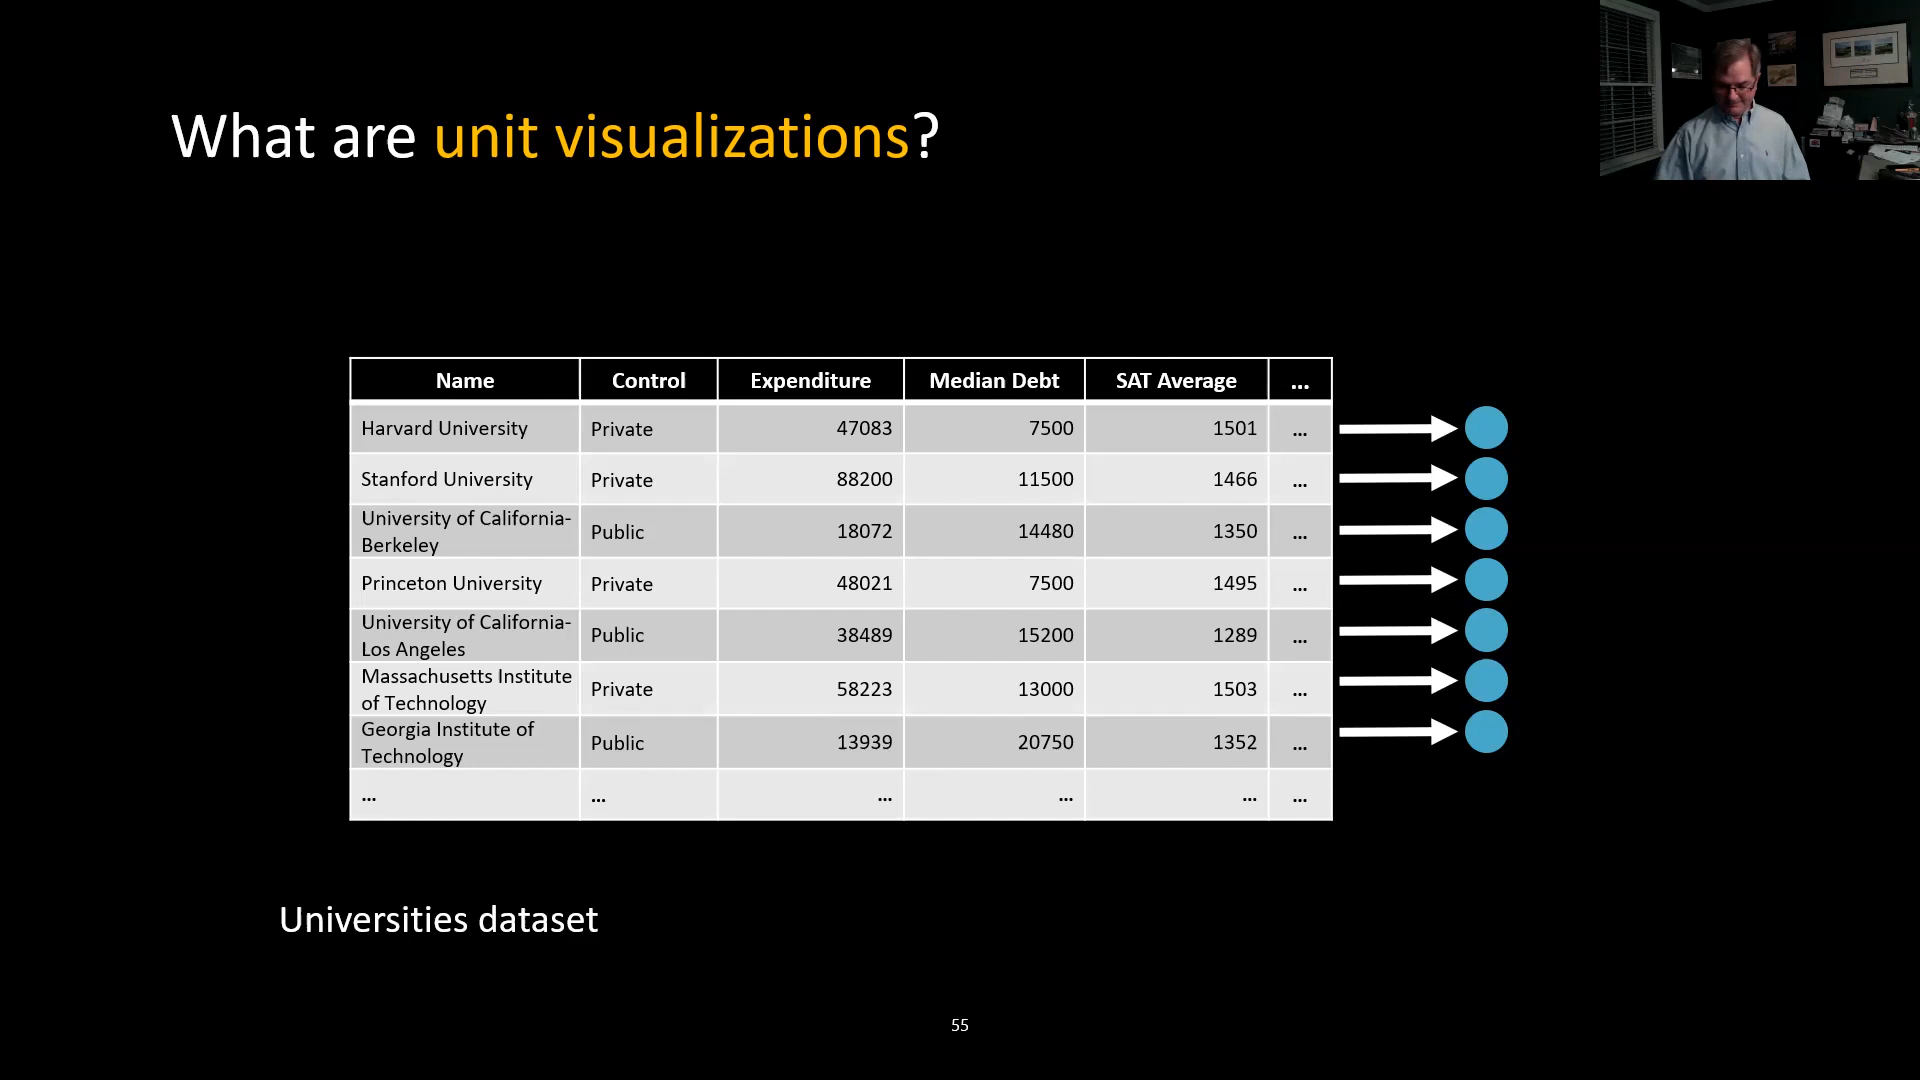 What are unit visualizations?
Name Control Expenditure Median Debt SAT Average ...
Harvard University Private 47083 7500 1501 ...
Stanford University Private 88200 11500 1466 ...
University of California-
Berkeley Public 18072 14480 1350 ...
Princeton University Private 48021 7500 1495 ...
University of California-
Los Angeles Public 38489 15200 1289 ...
Massachusetts Institute
of Technology Private 58223 13000 1503 ...
Georgia Institute of
Technology Public 13939 20750 1352 ...
... ... ... ... ... ...
Universities dataset
55